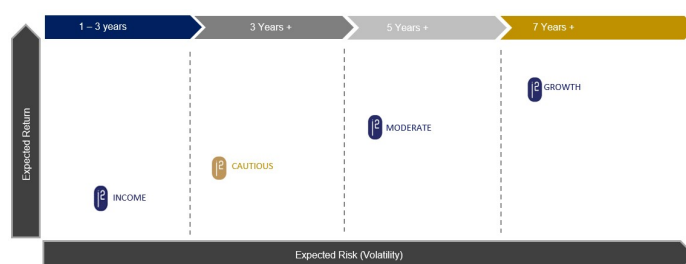 1 – 3 years
3 Years +
5 Years +
7 Years +
Expected Return
GROWTH
MODERATE
CAUTIOUS
INCOME
Expected Risk (Volatility)